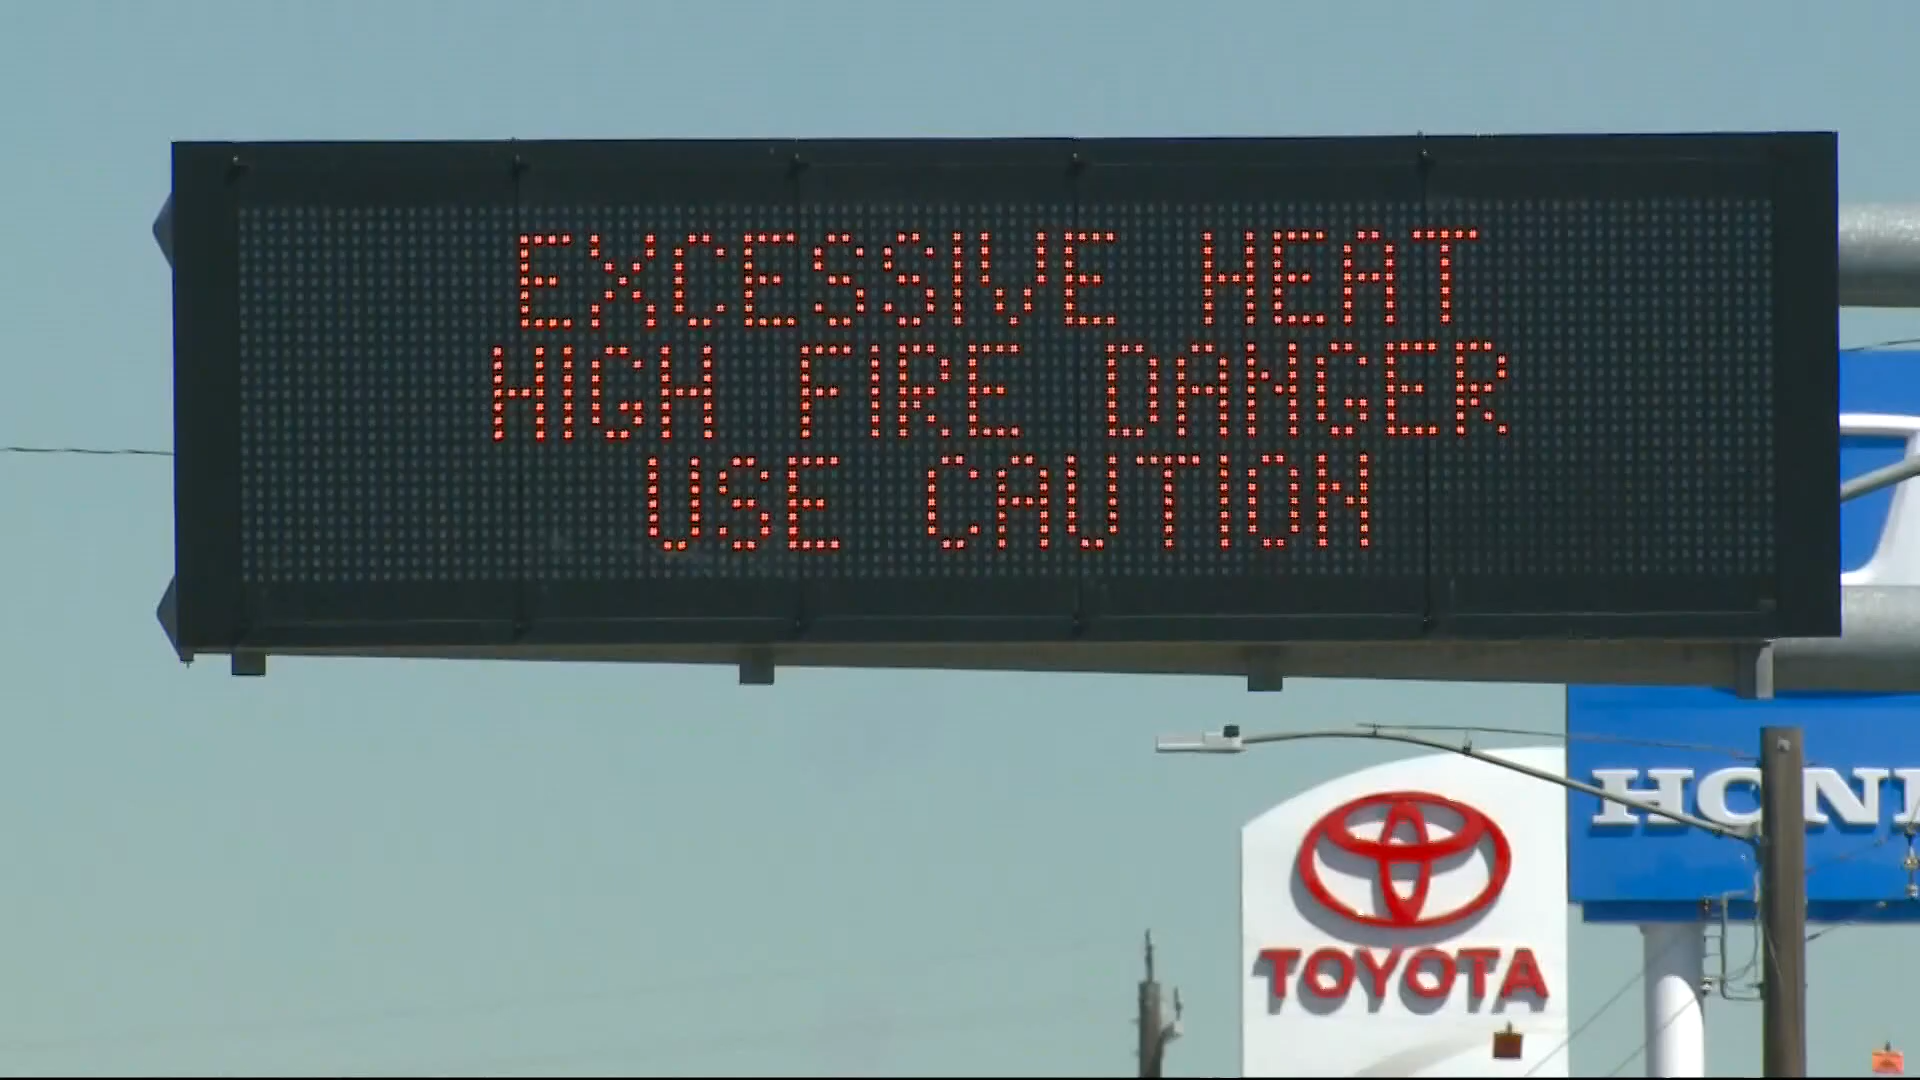 EXCESSIVE HEAT
HIGH FIRE DANGER
USE CAUTION
HON
TOYOTA